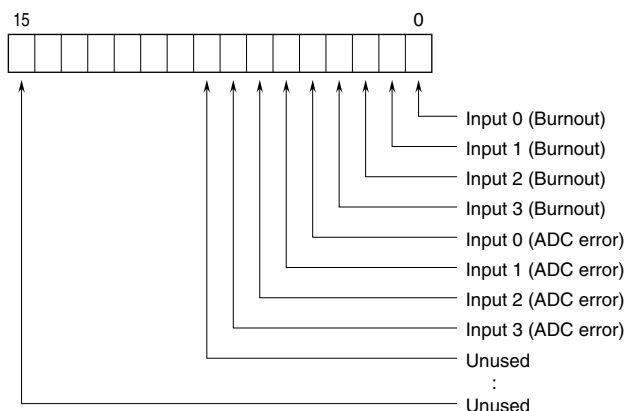 15 0
Input 0 (Burnout)
Input 1 (Burnout)
Input 2 (Burnout)
Input 3 (Burnout)
Input 0 (ADC error)
Input 1 (ADC error)
Input 2 (ADC error)
Input 3 (ADC error)
Unused
:
Unused